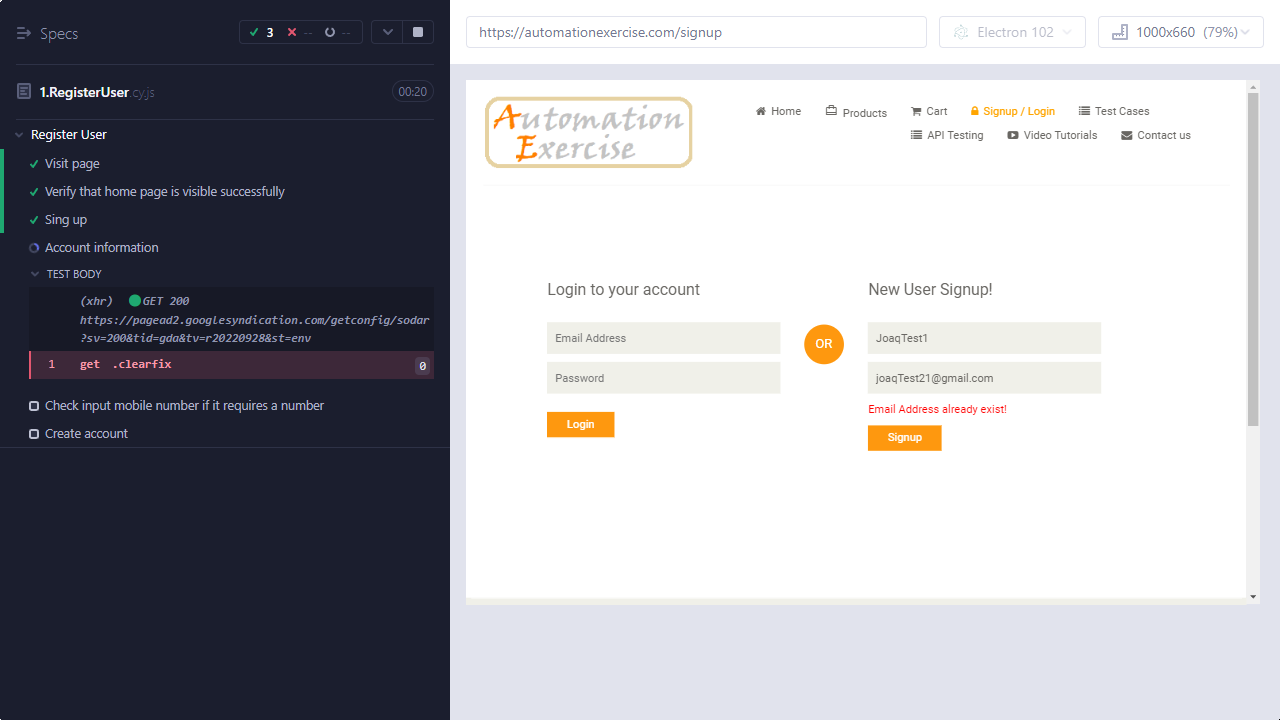 Specs
3
--
--
1.RegisterUser.cy.js
00:20
Register User
Visit page
Verify that home page is visible successfully
Sing up
Account information
TEST BODY
(xhr) GET 200
https://pagead2.googlesyndication.com/getconfig/sodar
?sv=200&tid=gda&tv=r20220928&st=env
1 get .clearfix 0
Check input mobile number if it requires a number
Create account
https://automationexercise.com/signup
Electron 102
1000x660 (79%)
Automation
Exercise
Home Products Cart Signup / Login Test Cases
API Testing Video Tutorials Contact us
Login to your account
Email Address
Password
Login
OR
New User Signup!
JoaqTest1
joaqTest21@gmail.com
Email Address already exist!
Signup